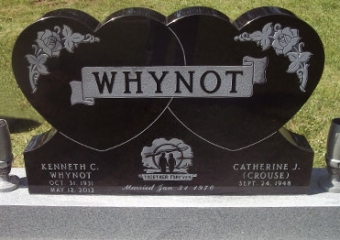 WHYNOT
KENNETH C.
WHYNOT
OCT. 31, 1931
MAY 12, 2013
TOGETHER FOREVER
Married Jan 31 1970
CATHERINE J.
(CROUSE)
SEPT. 24, 1948